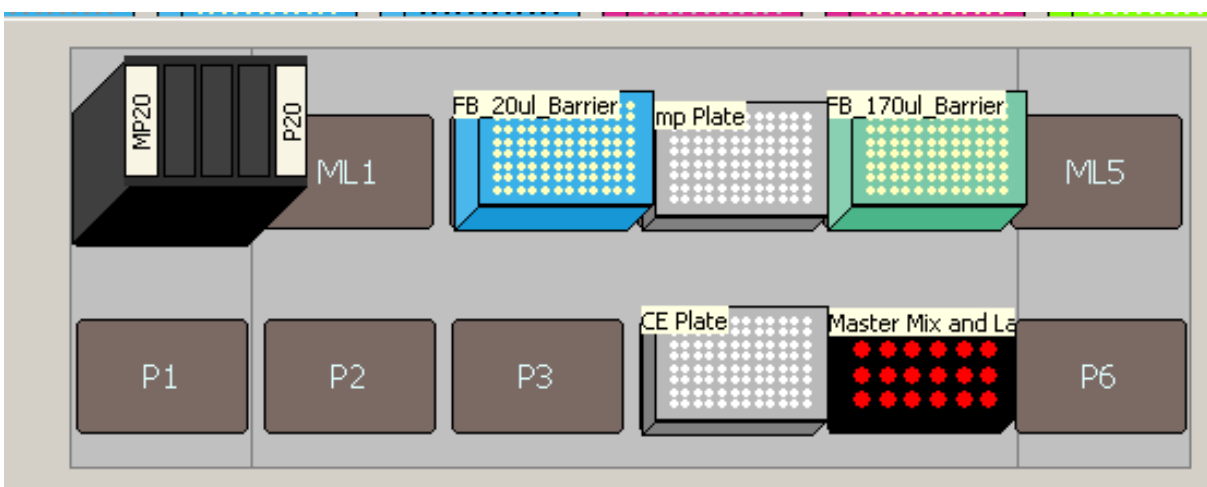 MP20
P20
ML1
FB_20ul_Barrier
mp Plate
FB_170ul_Barrier
ML5
P1
P2
P3
CE Plate
Master Mix and La
P6